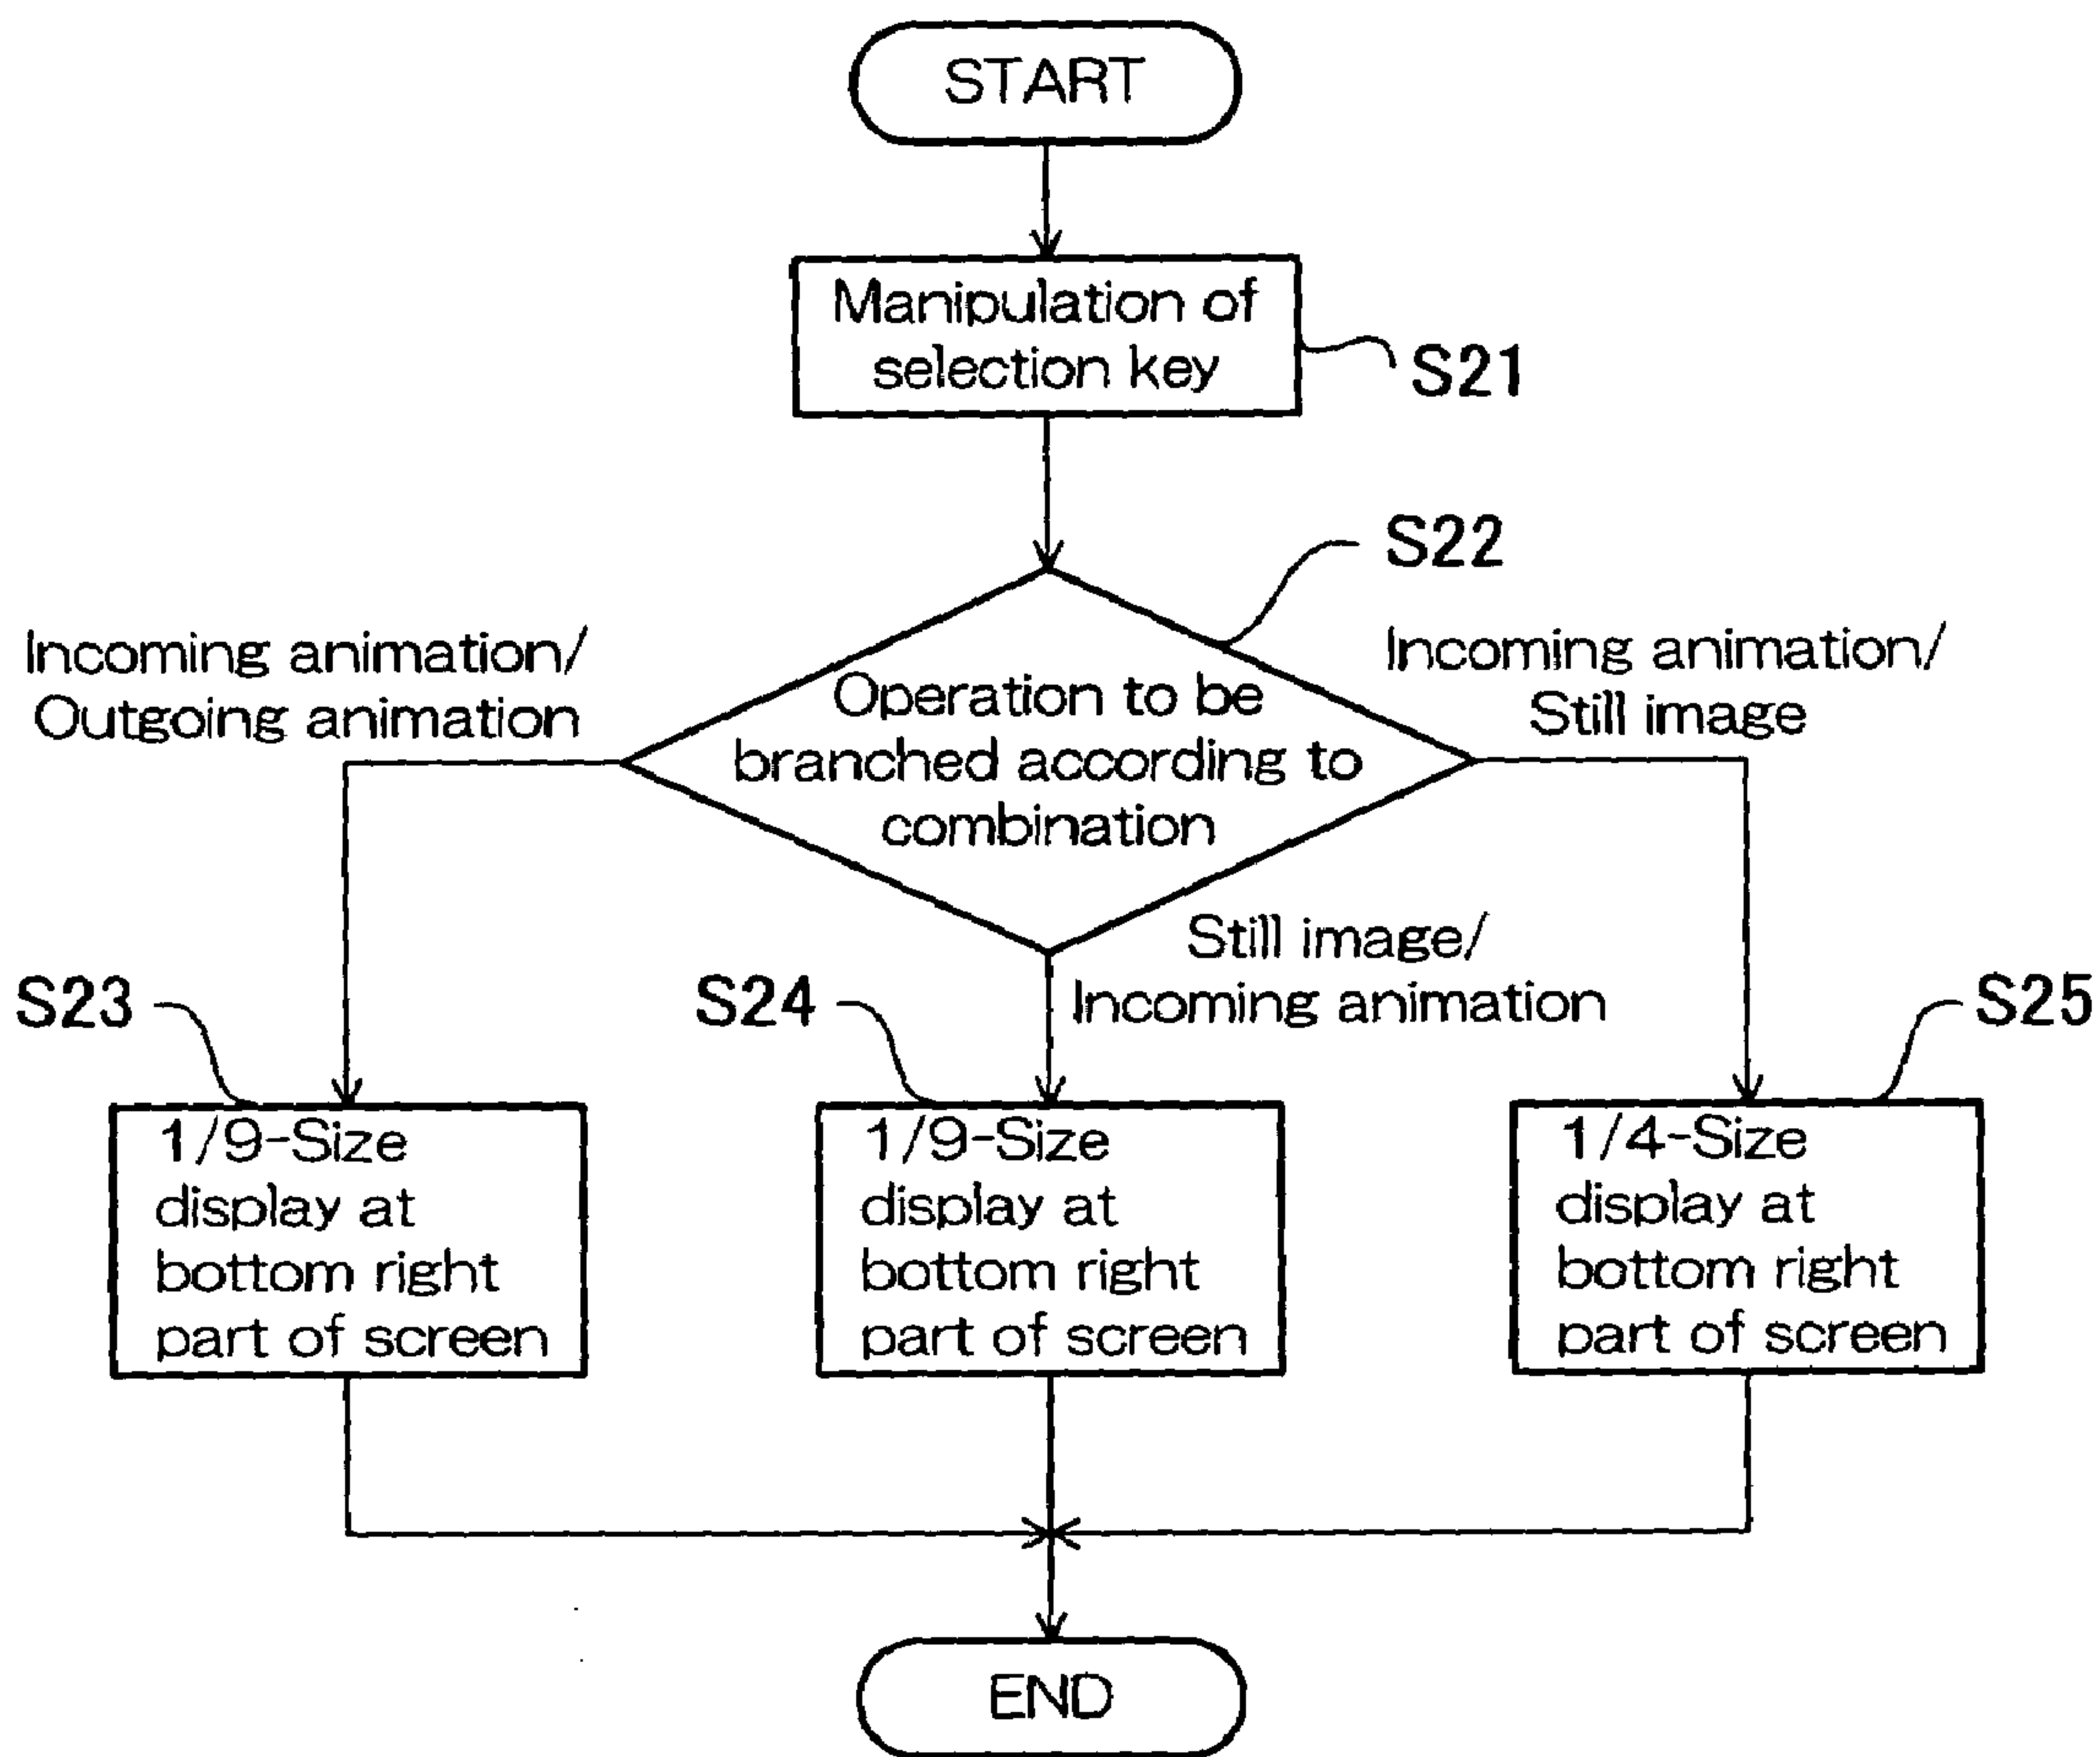 START
Manipulation of
selection key
S21
S22
Incoming animation/
Outgoing animation
Operation to be
branched according to
combination
Incoming animation/
Still image
Still image/
Incoming animation
S23
1/9-Size
display at
bottom right
part of screen
S24
1/9-Size
display at
bottom right
part of screen
S25
1/4-Size
display at
bottom right
part of screen
END